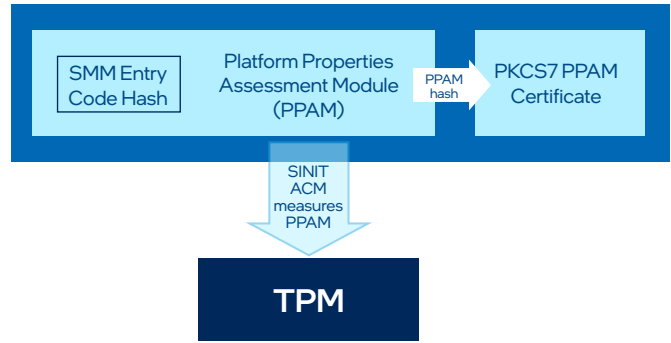 SMM Entry
Code Hash
Platform Properties
Assessment Module
(PPAM)
PPAM
hash
PKCS7 PPAM
Certificate
SINIT
ACM
measures
PPAM
TPM